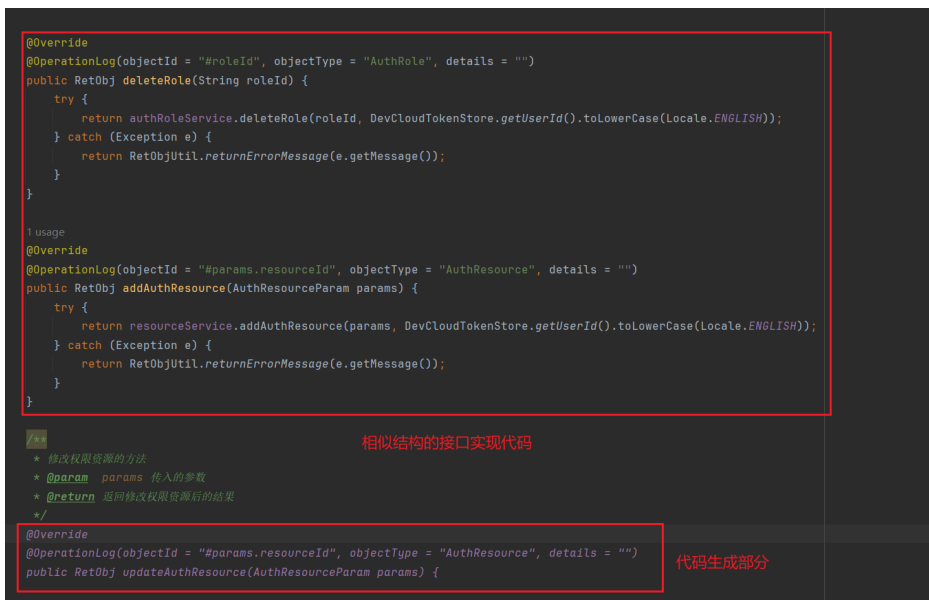 @Override
@OperationLog(objectId = "#roleId", objectType = "AuthRole", details = "")
public RetObj deleteRole(String roleId) {
    try {
        return authRoleService.deleteRole(roleId, DevCloudTokenStore.getUserId().toLowerCase(Locale.ENGLISH));
    } catch (Exception e) {
        return RetObjUtil.returnErrorMessage(e.getMessage());
    }
}
1 usage
@Override
@OperationLog(objectId = "#params.resourceId", objectType = "AuthResource", details = "")
public RetObj addAuthResource(AuthResourceParam params) {
    try {
        return resourceService.addAuthResource(params, DevCloudTokenStore.getUserId().toLowerCase(Locale.ENGLISH));
    } catch (Exception e) {
        return RetObjUtil.returnErrorMessage(e.getMessage());
    }
}
/**
相似结构的接口实现代码
 * 修改权限资源的方法
 * @param  params 传入的参数
 * @return 返回修改权限资源后的结果
 */
@Override
@OperationLog(objectId = "#params.resourceId", objectType = "AuthResource", details = "")
public RetObj updateAuthResource(AuthResourceParam params) {
代码生成部分